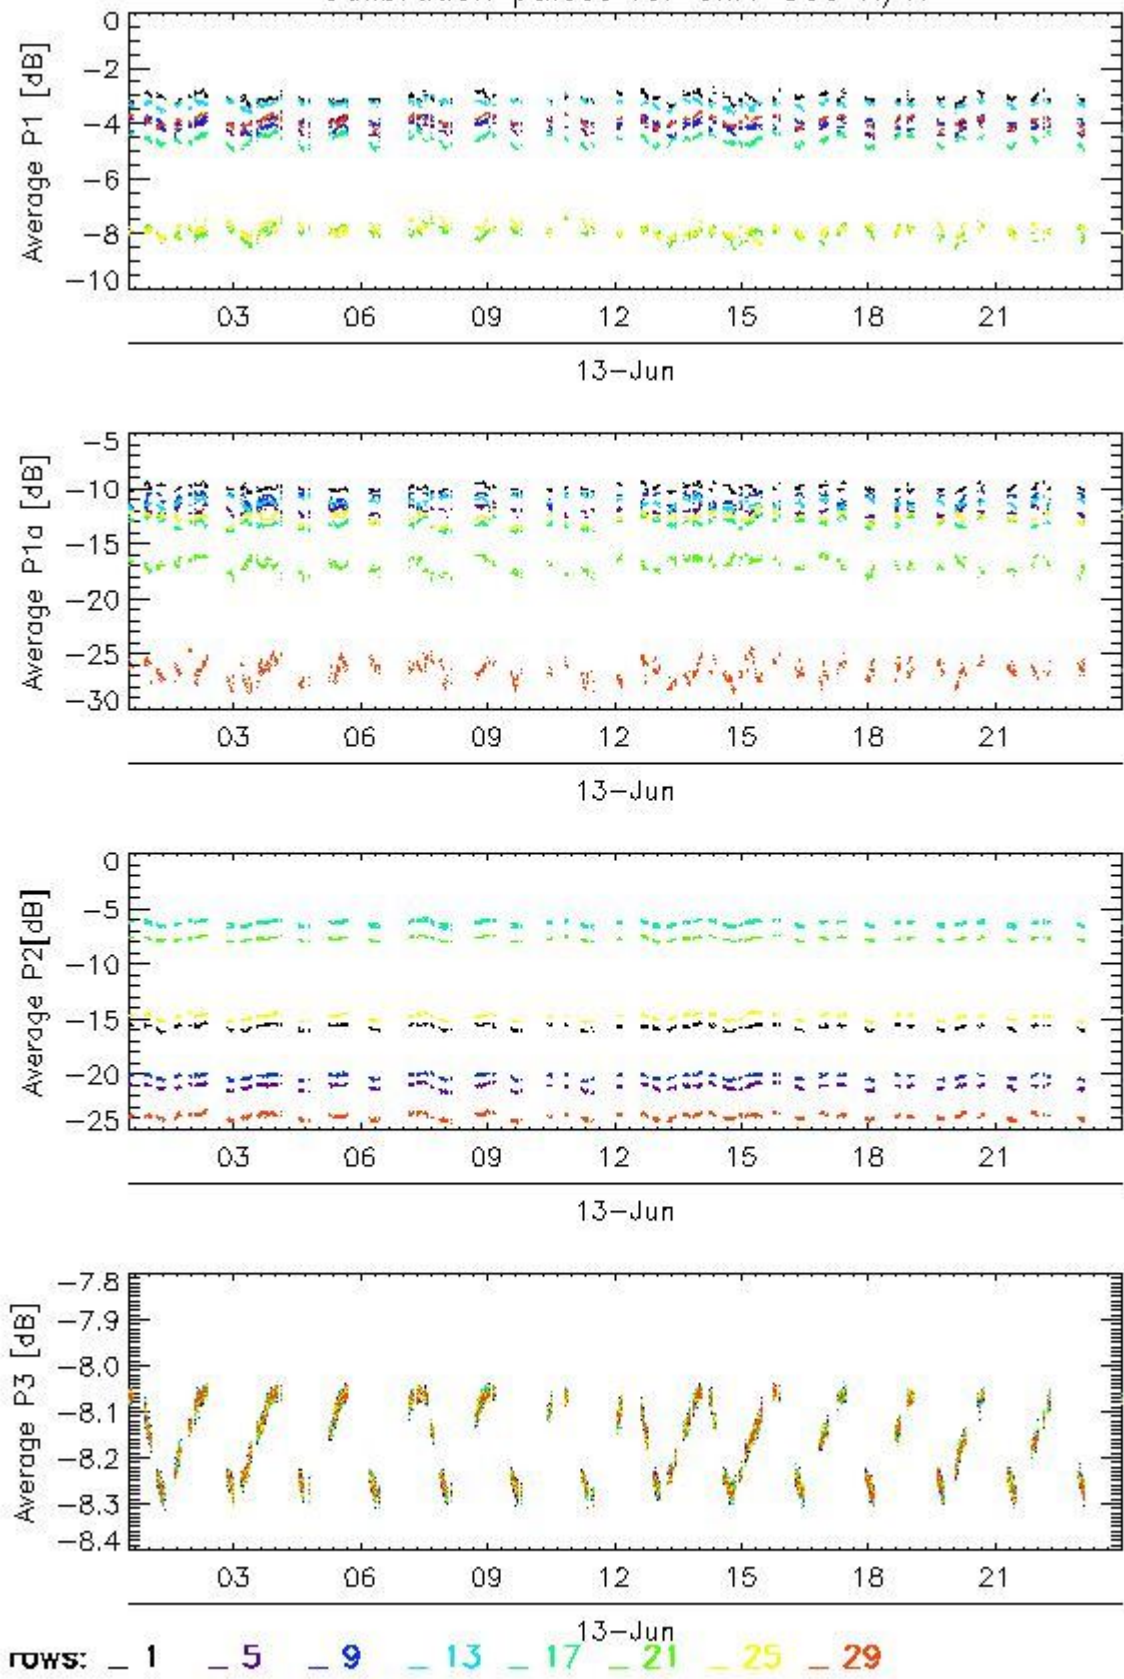 0
−2
−4
−6
−8
−10
Average P1 [dB]
03 06 09 12 15 18 21
13−Jun
−5
−10
−15
−20
−25
−30
Average P1a [dB]
03 06 09 12 15 18 21
13−Jun
0
−5
−10
−15
−20
−25
Average P2[dB]
03 06 09 12 15 18 21
13−Jun
−7.8
−7.9
−8.0
−8.1
−8.2
−8.3
−8.4
Average P3 [dB]
03 06 09 12 15 18 21
13−Jun
rows: _ 1 _ 5 _ 9 _ 13 _ 17 _ 21 _ 25 _ 29